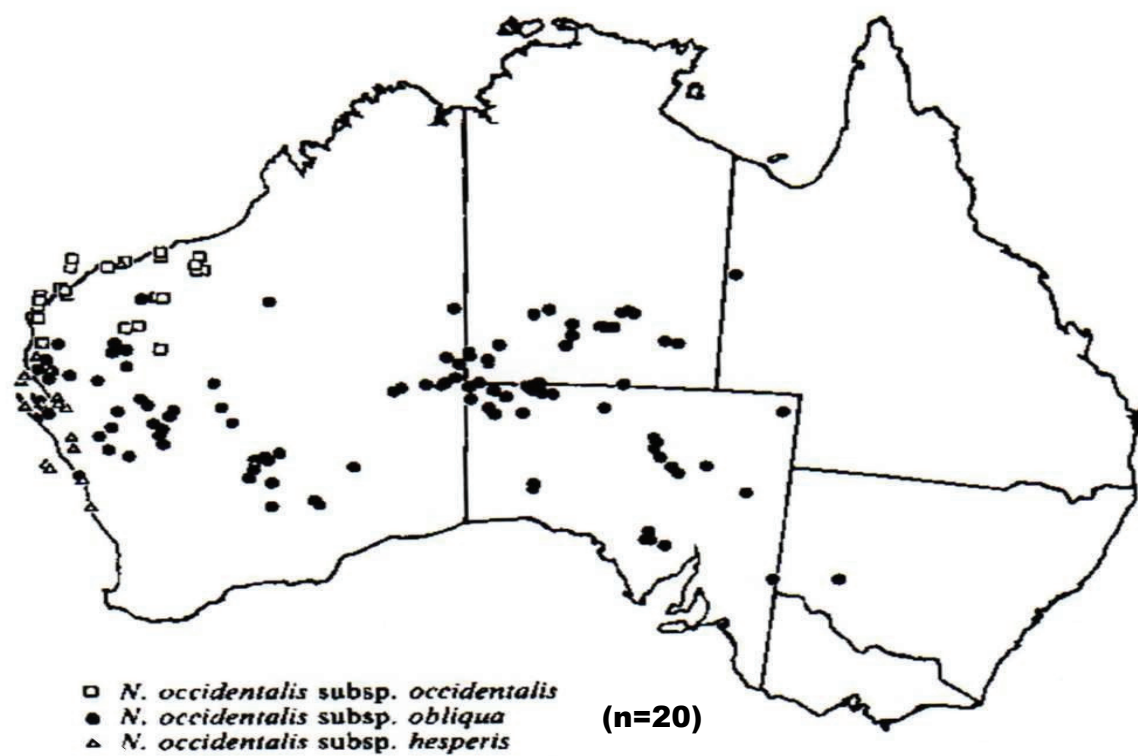 □ N. occidentalis subsp. occidentalis
● N. occidentalis subsp. obliqua
△ N. occidentalis subsp. hesperis
(n=20)